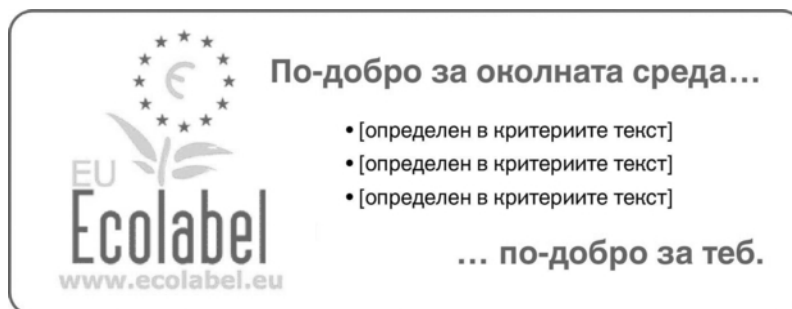 По-добро за околната среда...
• [определен в критериите текст]
• [определен в критериите текст]
• [определен в критериите текст]
EU
Ecolabel
www.ecolabel.eu
... по-добро за теб.